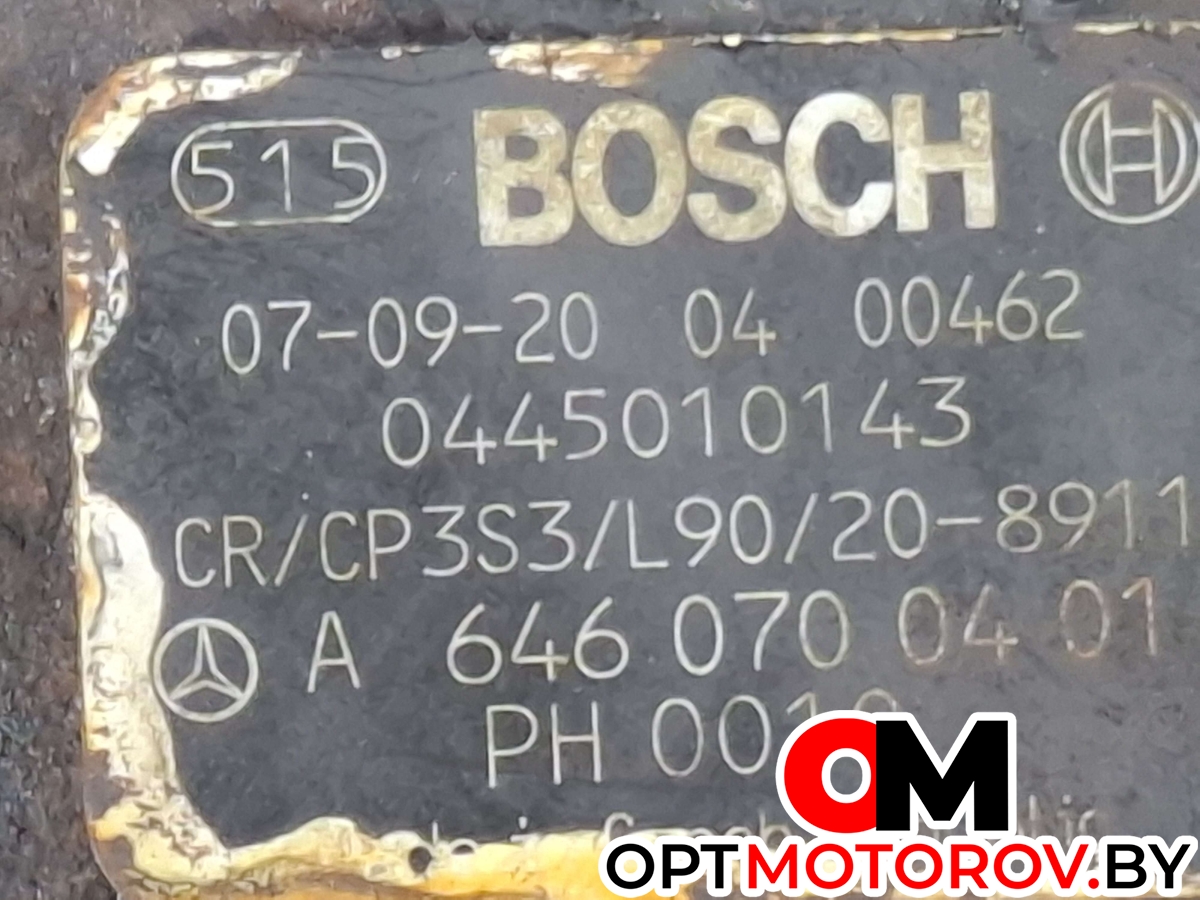 515 BOSCH
07-09-20 04 00462
0445010143
CR/CP3S3/L90/20-8911
A 646 070 04 01
PH
OM
OPTMOTOROV.BY